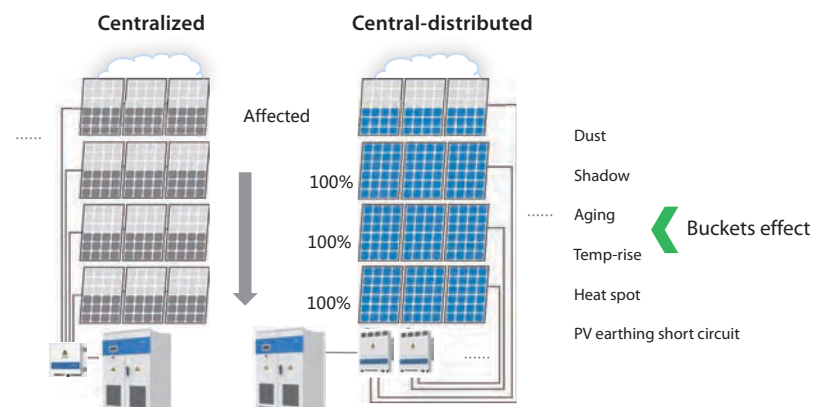 Centralized
Central-distributed
Affected
......
100%
100%
100%
......
......
Dust
Shadow
Aging
Temp-rise
Heat spot
PV earthing short circuit
Buckets effect